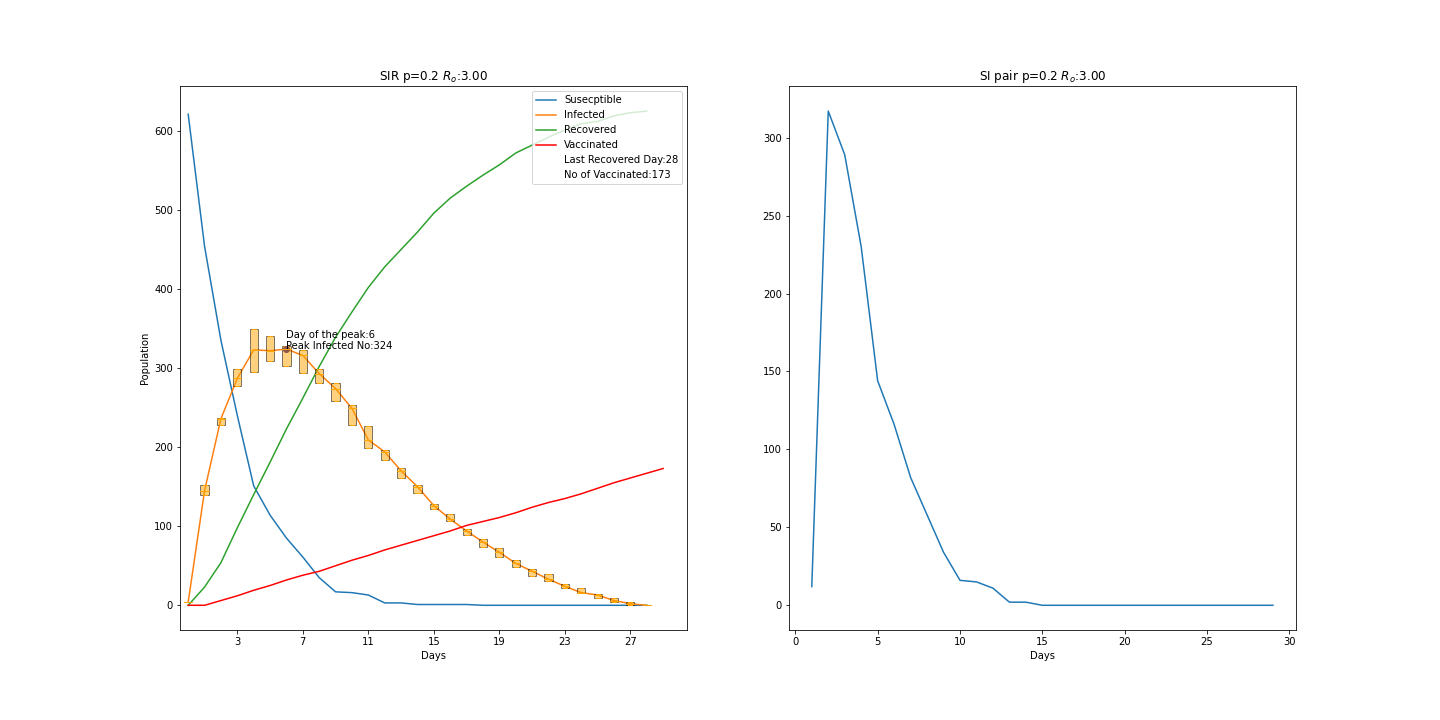 SIR p=0.2 Rₒ:3.00
Susecptible
Infected
Recovered
Vaccinated
Last Recovered Day:28
No of Vaccinated:173
Day of the peak:6
Peak Infected No:324
Population
600
500
400
300
200
100
0
3 7 11 15 19 23 27
Days
SI pair p=0.2 Rₒ:3.00
300
250
200
150
100
50
0
0 5 10 15 20 25 30
Days